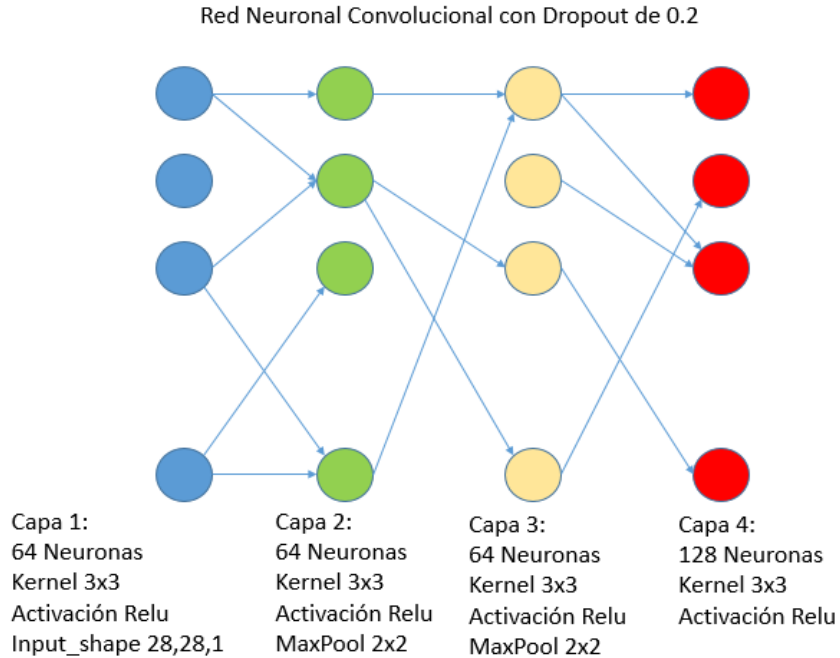 Red Neuronal Convolucional con Dropout de 0.2
Capa 1:
64 Neuronas
Kernel 3x3
Activación Relu
Input_shape 28,28,1
Capa 2:
64 Neuronas
Kernel 3x3
Activación Relu
MaxPool 2x2
Capa 3:
64 Neuronas
Kernel 3x3
Activación Relu
MaxPool 2x2
Capa 4:
128 Neuronas
Kernel 3x3
Activación Relu